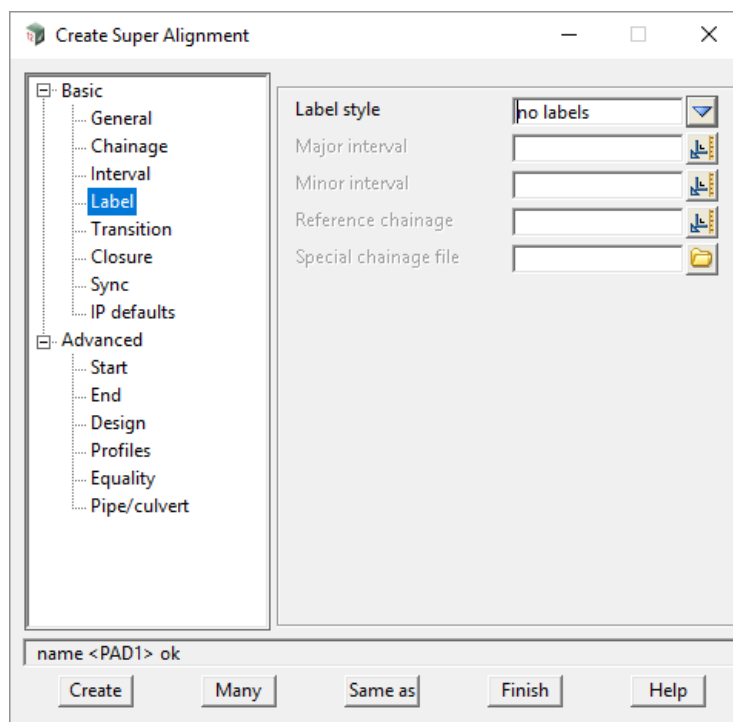 Create Super Alignment
Basic
General
Chainage
Interval
Label
Transition
Closure
Sync
IP defaults
Advanced
Start
End
Design
Profiles
Equality
Pipe/culvert
Label style no labels
Major interval
Minor interval
Reference chainage
Special chainage file
name <PAD1> ok
Create Many Same as Finish Help